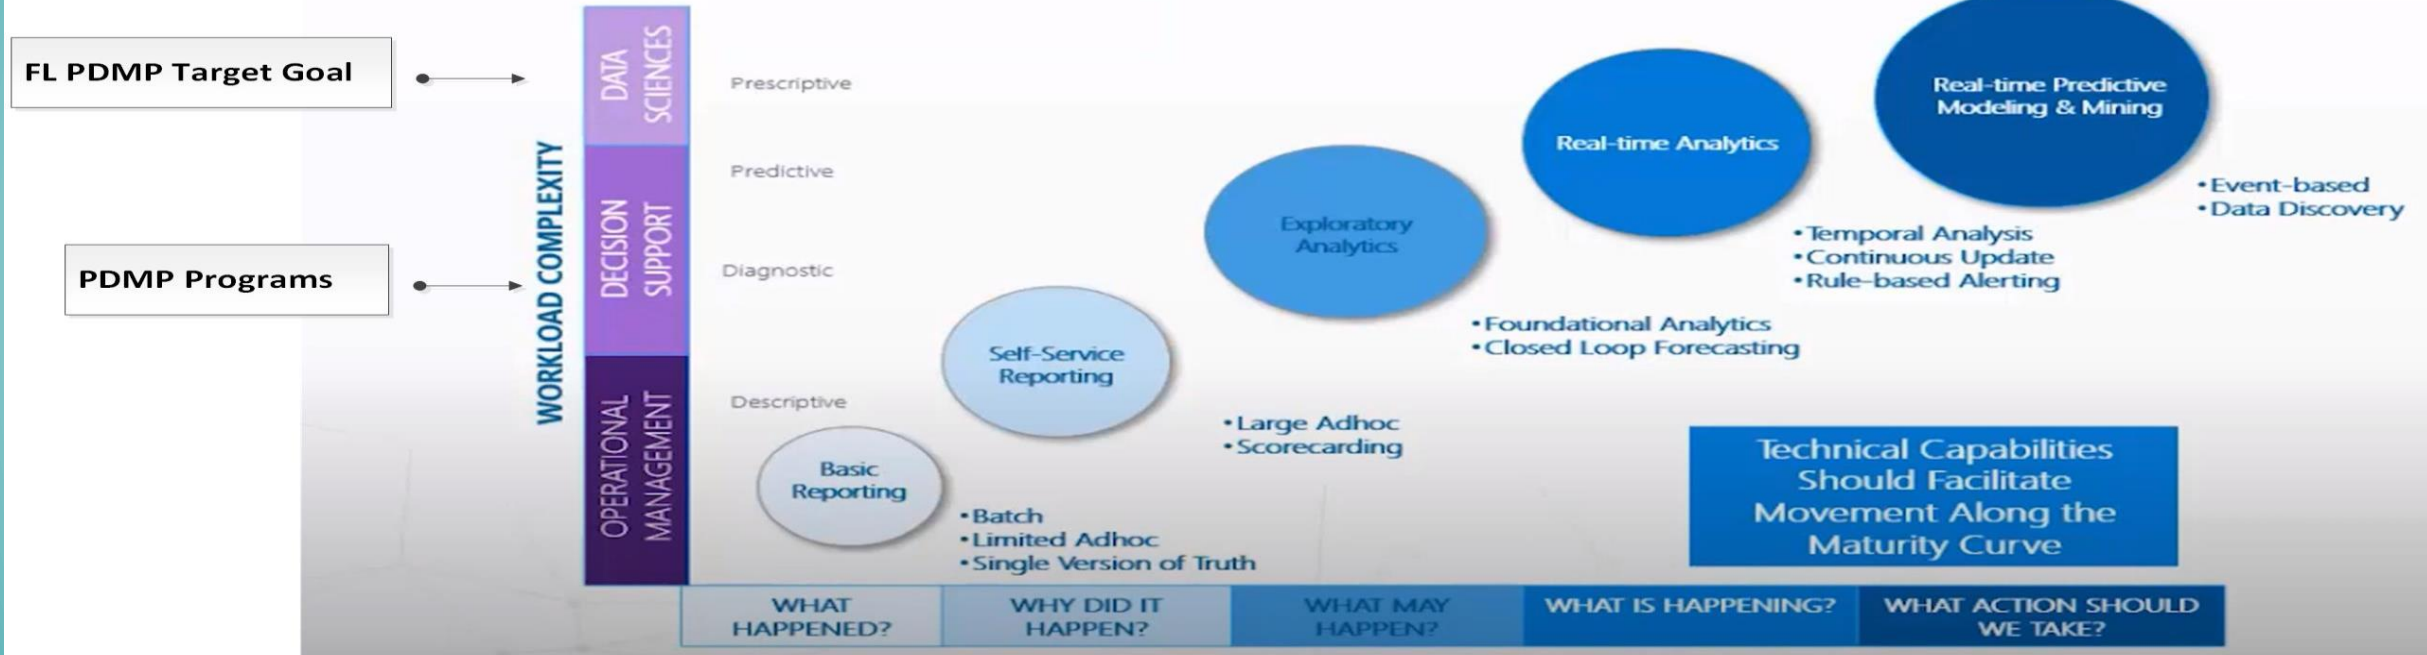 FL PDMP Target Goal
PDMP Programs
WORKLOAD COMPLEXITY
DATA
SCIENCES
DECISION
SUPPORT
OPERATIONAL
MANAGEMENT
Prescriptive
Predictive
Diagnostic
Descriptive
Basic
Reporting
•Batch
•Limited Adhoc
•Single Version of Truth
Self-Service
Reporting
•Large Adhoc
•Scorecarding
Exploratory
Analytics
•Foundational Analytics
•Closed Loop Forecasting
Real-time Analytics
•Temporal Analysis
•Continuous Update
•Rule-based Alerting
Real-time Predictive
Modeling & Mining
•Event-based
•Data Discovery
Technical Capabilities
Should Facilitate
Movement Along the
Maturity Curve
WHAT
HAPPENED?
WHY DID IT
HAPPEN?
WHAT MAY
HAPPEN?
WHAT IS HAPPENING?
WHAT ACTION SHOULD
WE TAKE?